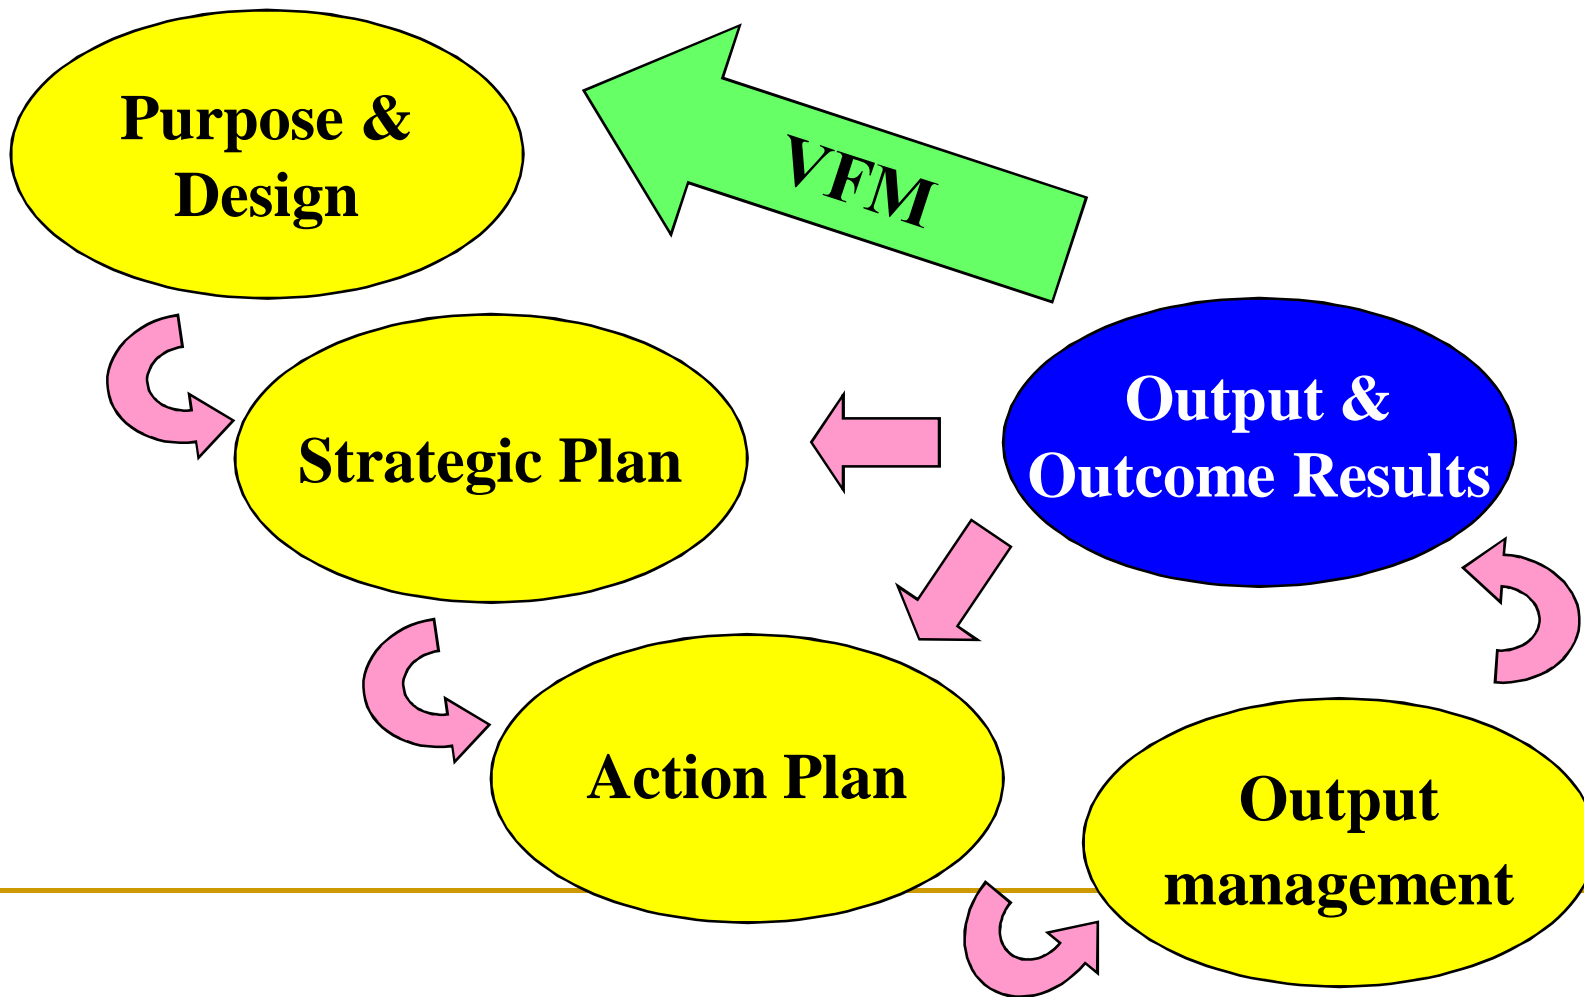 Purpose &
Design
VFM
Strategic Plan
Output &
Outcome Results
Action Plan
Output
management